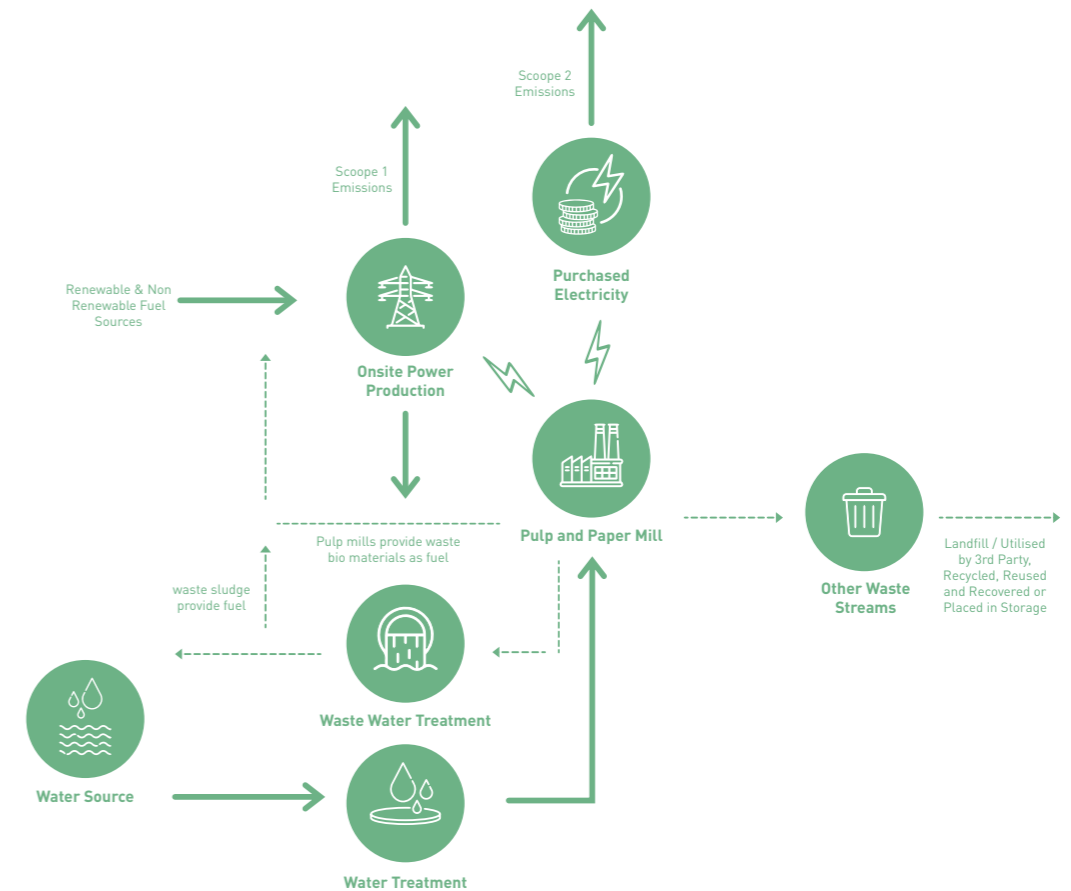 Scoope 2
Emissions
Scoope 1
Emissions
Purchased
Electricity
Renewable & Non
Renewable Fuel
Sources
Onsite Power
Production
Pulp and Paper Mill
Pulp mills provide waste
bio materials as fuel
Landfill / Utilised
by 3rd Party,
Recycled, Reused
and Recovered or
Placed in Storage
Other Waste
Streams
waste sludge
provide fuel
Waste Water Treatment
Water Source
Water Treatment